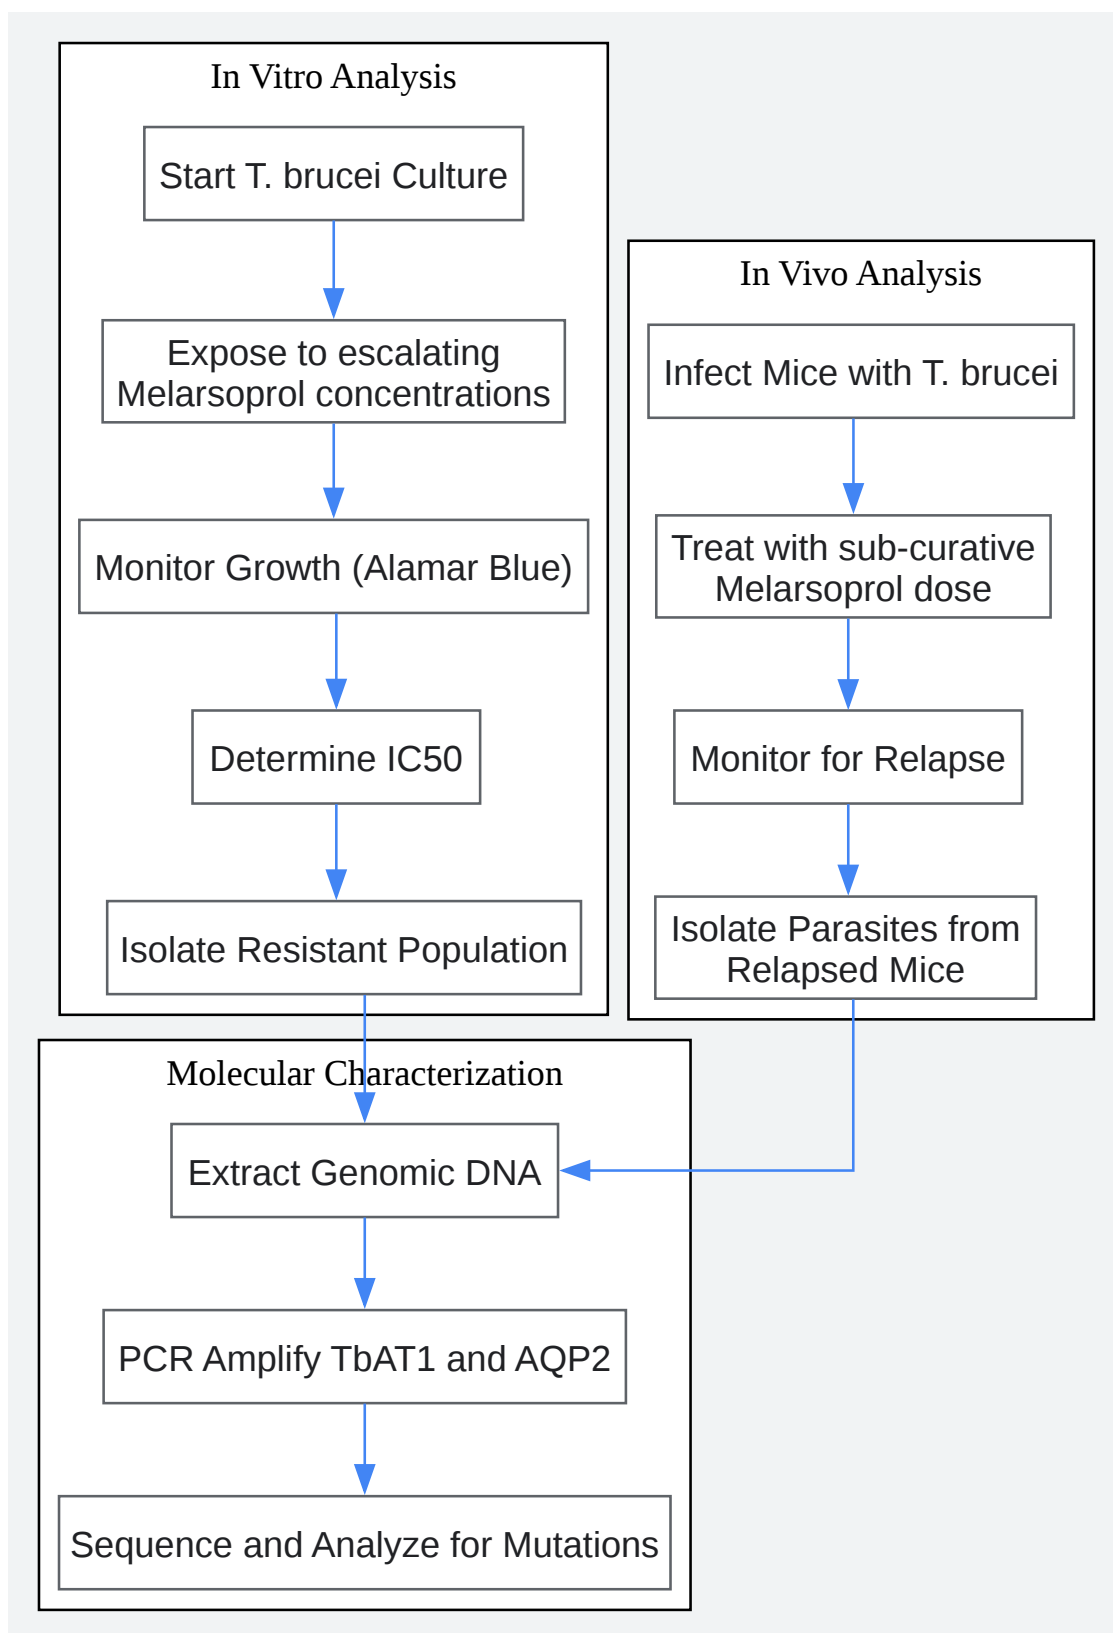 In Vitro Analysis
Start T. brucei Culture
Expose to escalating
Melarsoprol concentrations
Monitor Growth (Alamar Blue)
Determine IC50
Isolate Resistant Population
In Vivo Analysis
Infect Mice with T. brucei
Treat with sub-curative
Melarsoprol dose
Monitor for Relapse
Isolate Parasites from
Relapsed Mice
Molecular Characterization
Extract Genomic DNA
PCR Amplify TbAT1 and AQP2
Sequence and Analyze for Mutations